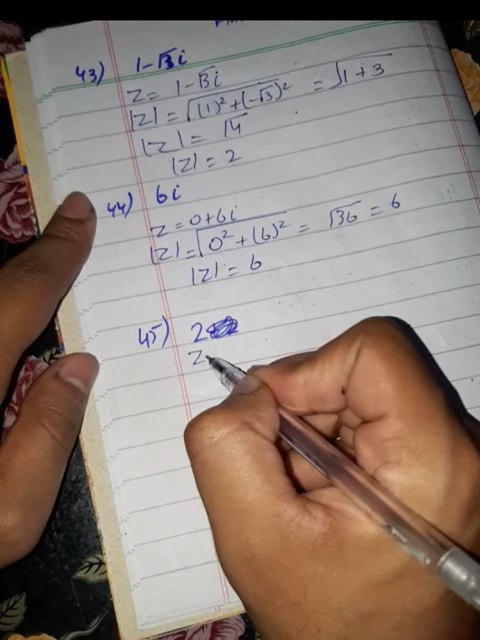 43) 1-√3i
z = 1-√3i
|z| = √(1)²+(-√3)² = √1+3
|z| = √4
|z| = 2
44) 6i
z = 0+6i
|z| = √0²+(6)² = √36 = 6
|z| = 6
45) 2
z